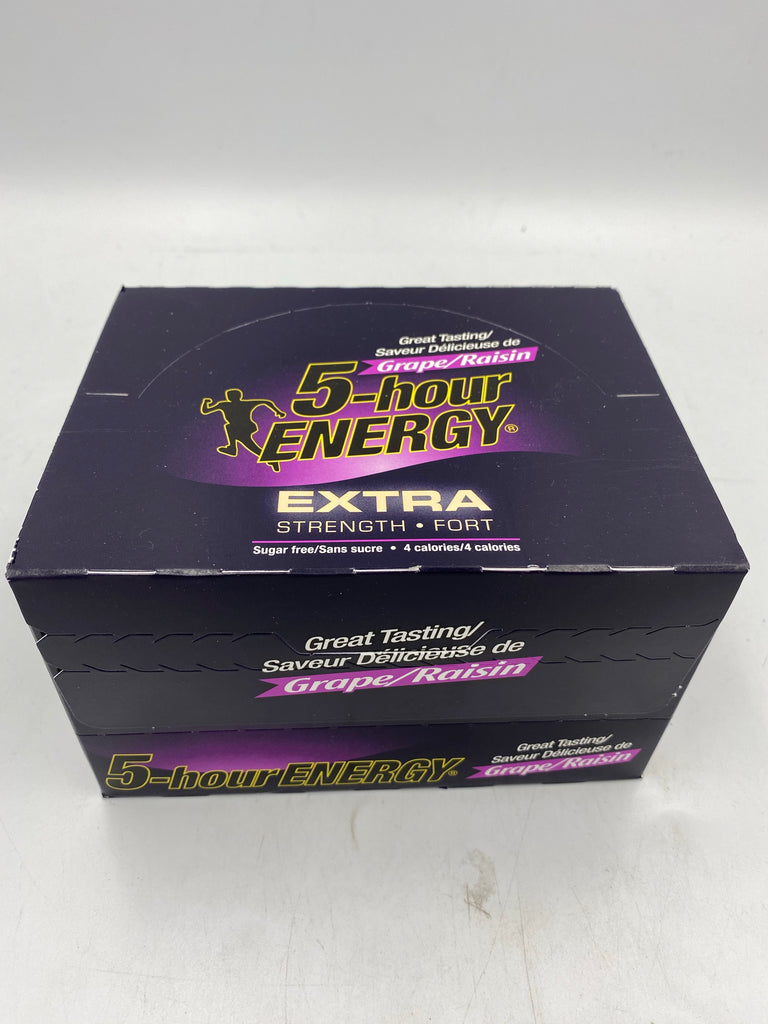 Great Tasting/
Saveur Délicieuse de
Grape/Raisin
5-hour
ENERGY®
EXTRA
STRENGTH • FORT
Sugar free/Sans sucre • 4 calories/4 calories
Great Tasting/
Saveur Délicieuse de
Grape/Raisin
5-hour ENERGY®
Great Tasting/
Saveur Délicieuse de
Grape/Raisin